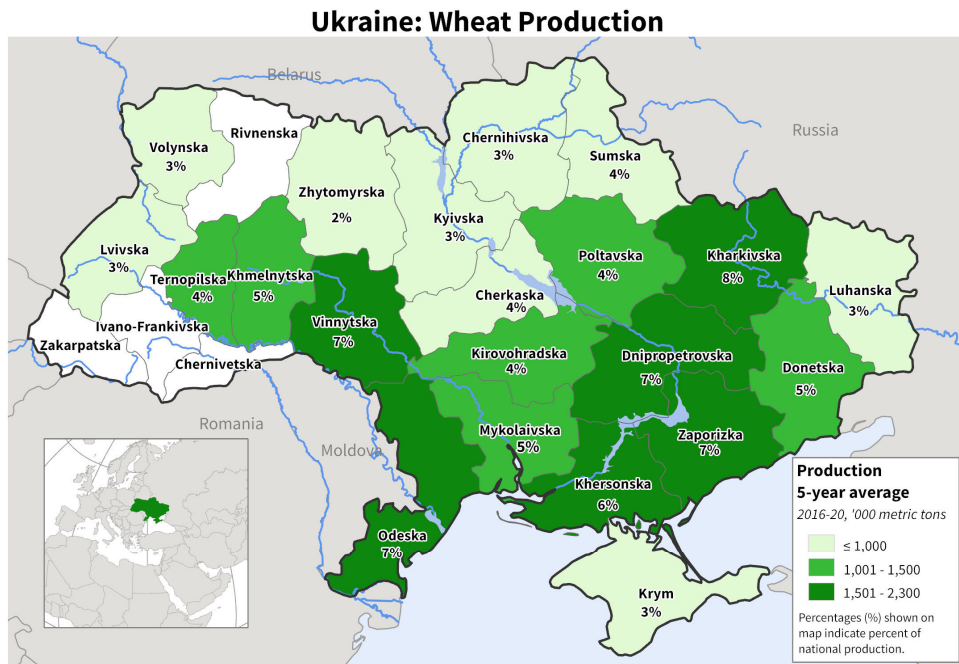 Ukraine: Wheat Production
Belarus
Russia
Rivnenska
Volynska
3%
Chernihivska
3%
Sumska
4%
Zhytomyrska
2%
Kyivska
3%
Lvivska
3%
Ternopilska
4%
Khmelnytska
5%
Poltavska
4%
Kharkivska
8%
Cherkaska
4%
Luhanska
3%
Vinnytska
7%
Ivano-Frankivska
Zakarpatska
Chernivetska
Kirovohradska
4%
Dnipropetrovska
7%
Donetska
5%
Romania
Moldova
Mykolaivska
5%
Zaporizka
7%
Khersonska
6%
Odeska
7%
Krym
3%
Production
5-year average
2016-20, '000 metric tons
≤ 1,000
1,001 - 1,500
1,501 - 2,300
Percentages (%) shown on
map indicate percent of
national production.